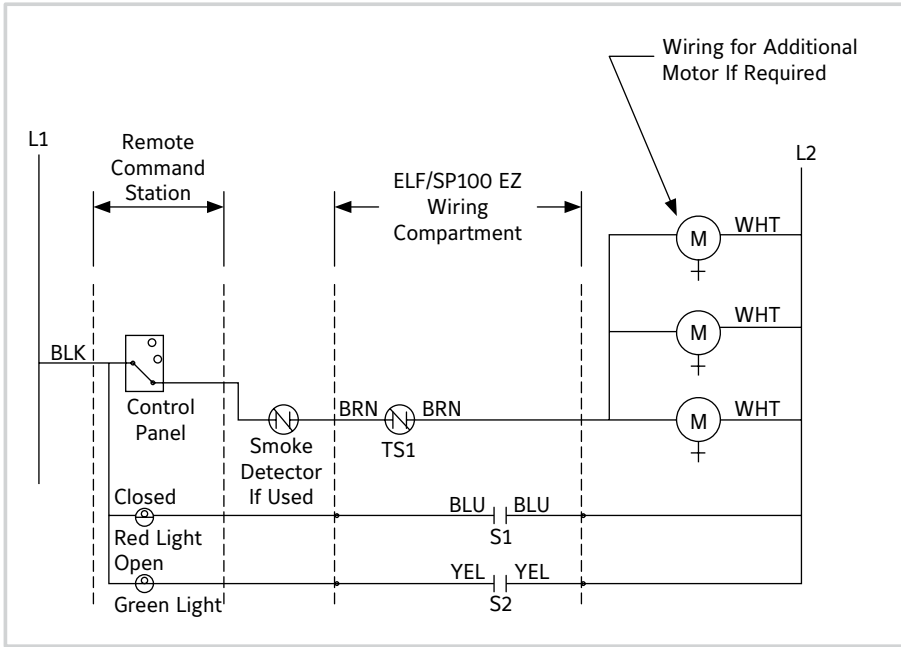 Wiring for Additional
Motor If Required
L1
Remote
Command
Station
ELF/SP100 EZ
Wiring
Compartment
L2
M
WHT
M
WHT
BLK
Control
Panel
BRN
BRN
M
WHT
Smoke
Detector
If Used
TS1
Closed
Red Light
BLU
BLU
S1
Open
Green Light
YEL
YEL
S2